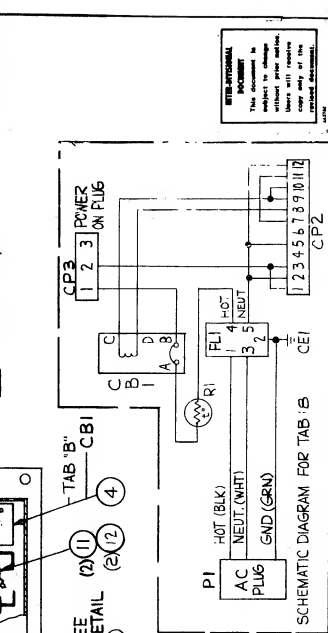 INTER-DIVISIONAL
DOCUMENT
This document is
subject to change
without prior notice.
Users will receive
copy only of the
revised document.
CP3
1 2 3
POWER
ON PLUG
C B 1
C
D
A B
1 2 3 4 5 6 7 8 9 10 11 12
CP2
R1
t°
FL1
HOT
NEUT
1 4
3 5
2
CE1
P1
AC
PLUG
HOT (BLK)
NEUT. (WHT)
GND (GRN)
SCHEMATIC DIAGRAM FOR TAB : B
TAB "B"
CB1
4
(2) 11
(2) 12
EE
ETAIL